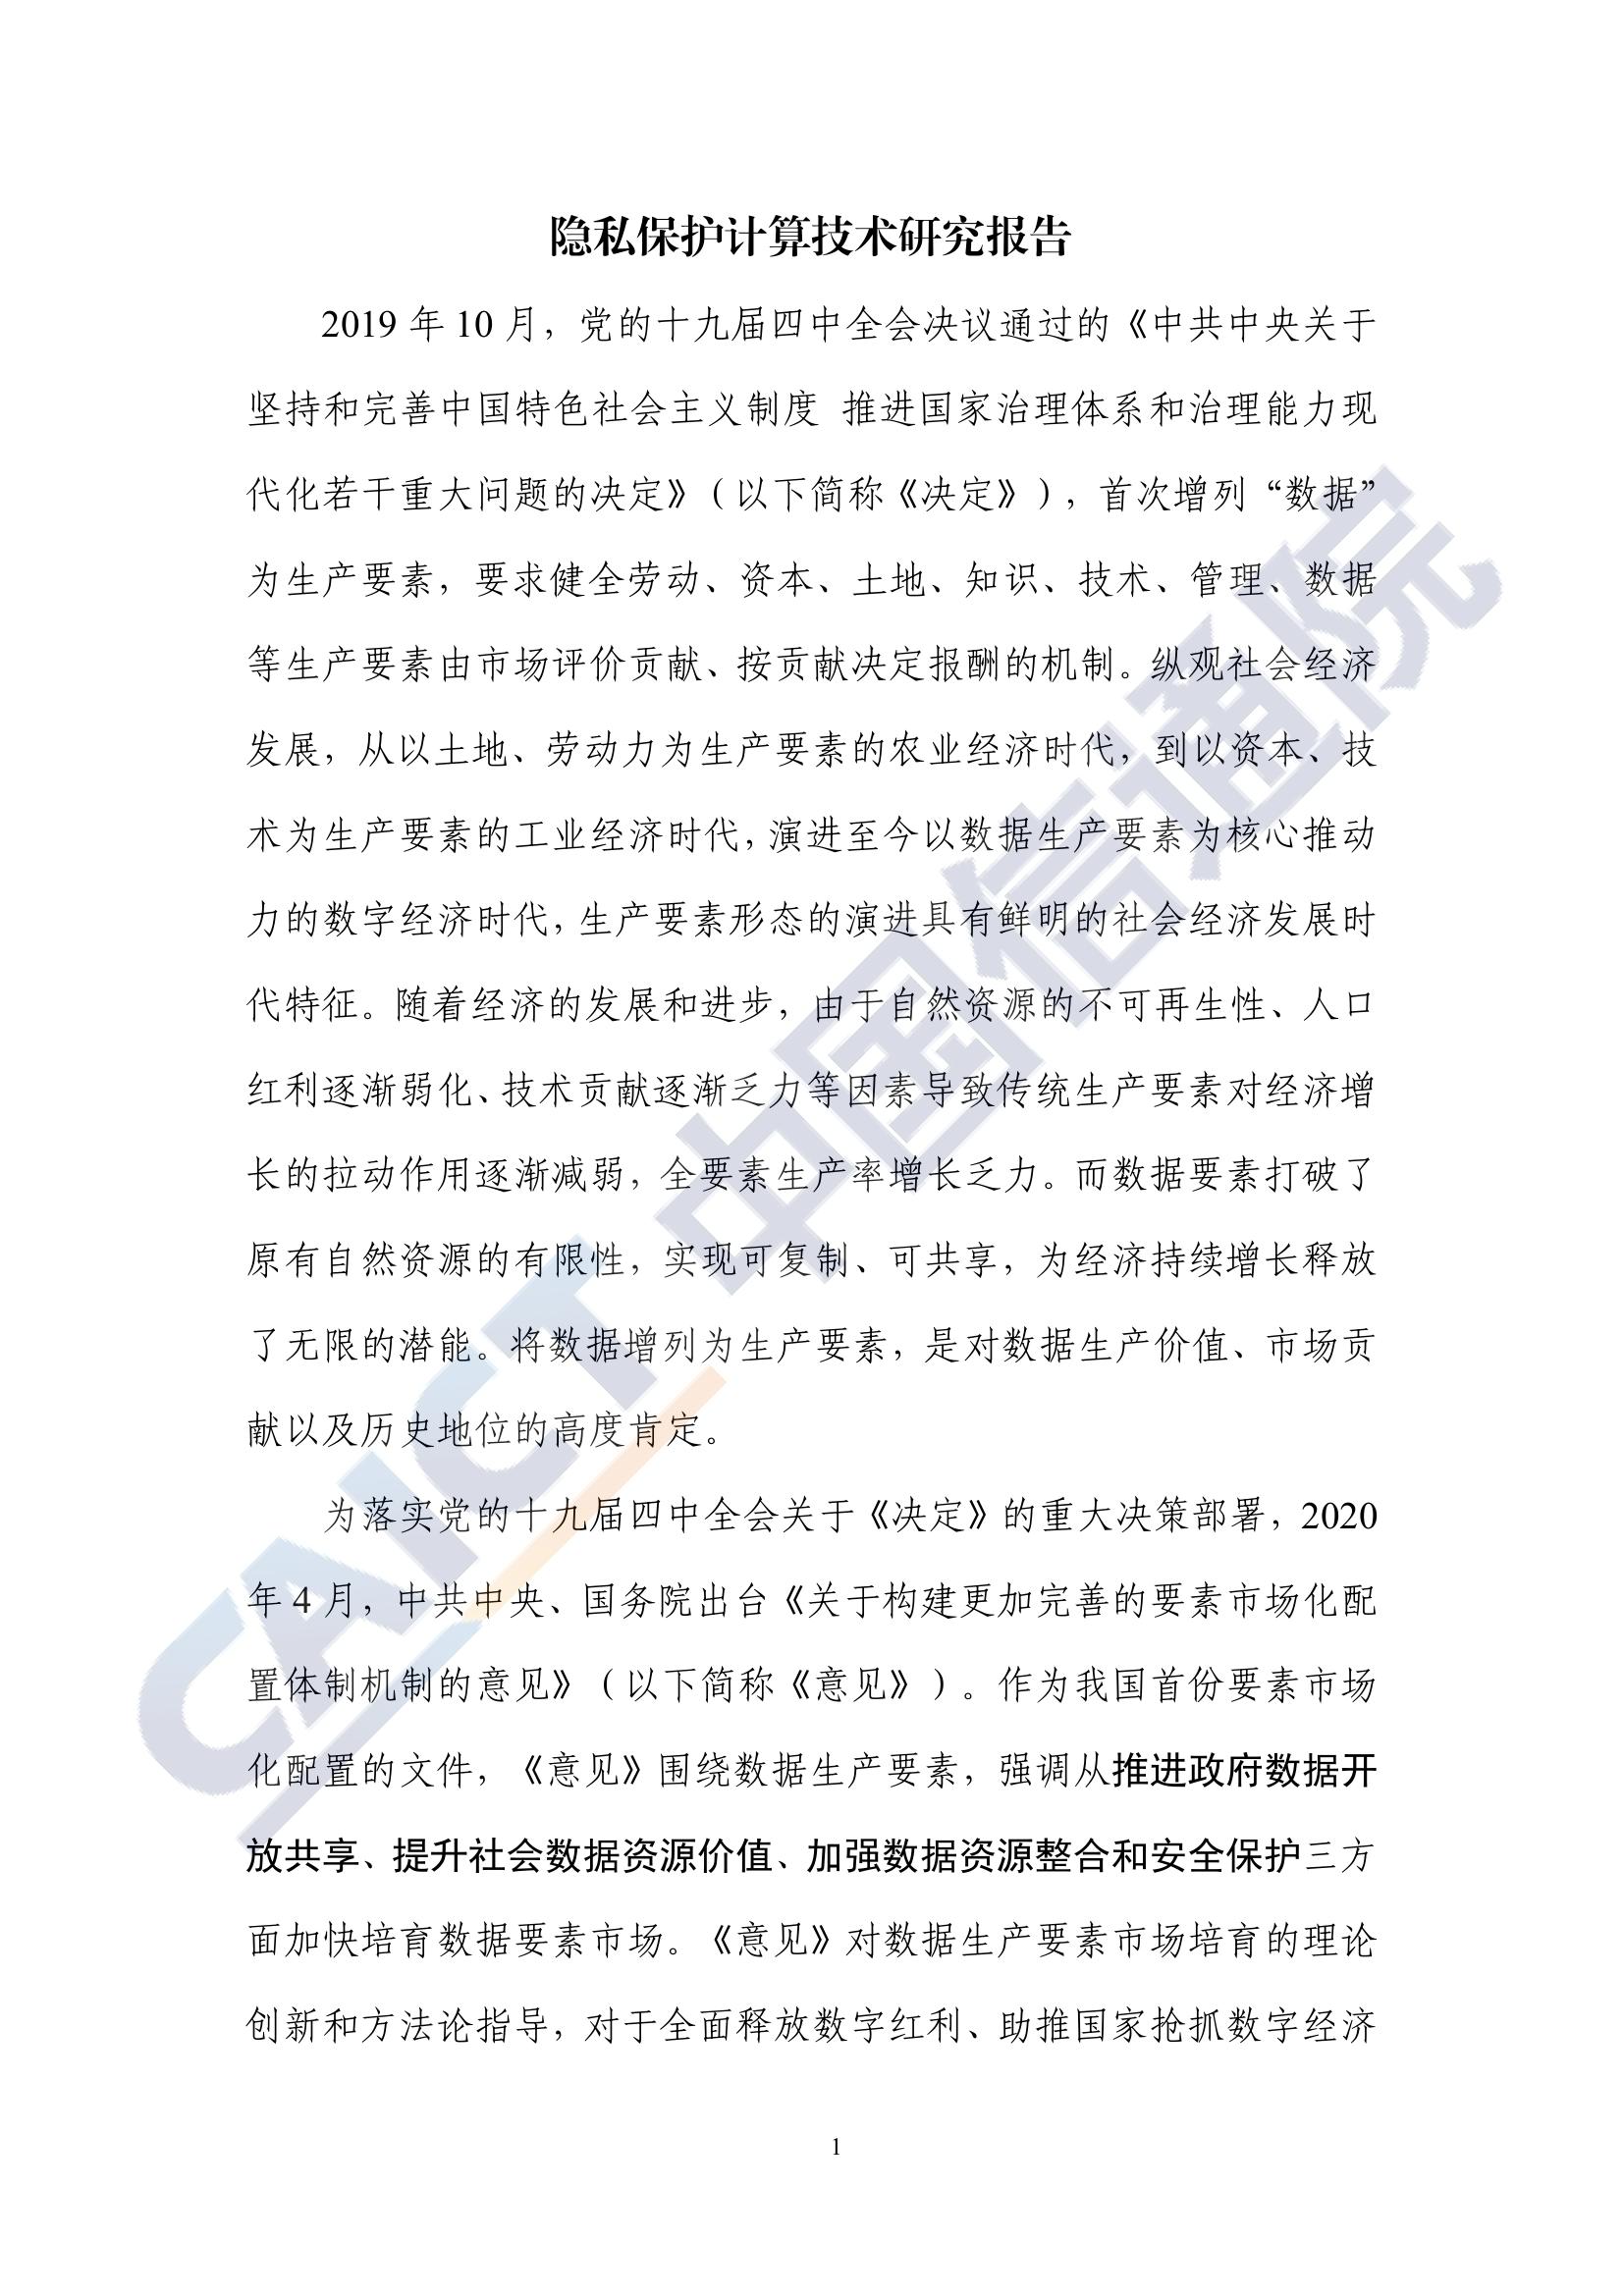 隐私保护计算技术研究报告
2019 年 10 月，党的十九届四中全会决议通过的《中共中央关于
坚持和完善中国特色社会主义制度 推进国家治理体系和治理能力现
代化若干重大问题的决定》（以下简称《决定》），首次增列“数据”
为生产要素，要求健全劳动、资本、土地、知识、技术、管理、数据
等生产要素由市场评价贡献、按贡献决定报酬的机制。纵观社会经济
发展，从以土地、劳动力为生产要素的农业经济时代，到以资本、技
术为生产要素的工业经济时代，演进至今以数据生产要素为核心推动
力的数字经济时代，生产要素形态的演进具有鲜明的社会经济发展时
代特征。随着经济的发展和进步，由于自然资源的不可再生性、人口
红利逐渐弱化、技术贡献逐渐乏力等因素导致传统生产要素对经济增
长的拉动作用逐渐减弱，全要素生产率增长乏力。而数据要素打破了
原有自然资源的有限性，实现可复制、可共享，为经济持续增长释放
了无限的潜能。将数据增列为生产要素，是对数据生产价值、市场贡
献以及历史地位的高度肯定。
为落实党的十九届四中全会关于《决定》的重大决策部署，2020
年 4 月，中共中央、国务院出台《关于构建更加完善的要素市场化配
置体制机制的意见》（以下简称《意见》）。作为我国首份要素市场
化配置的文件，《意见》围绕数据生产要素，强调从推进政府数据开
放共享、提升社会数据资源价值、加强数据资源整合和安全保护三方
面加快培育数据要素市场。《意见》对数据生产要素市场培育的理论
创新和方法论指导，对于全面释放数字红利、助推国家抢抓数字经济
1
CAICT 中国信通院